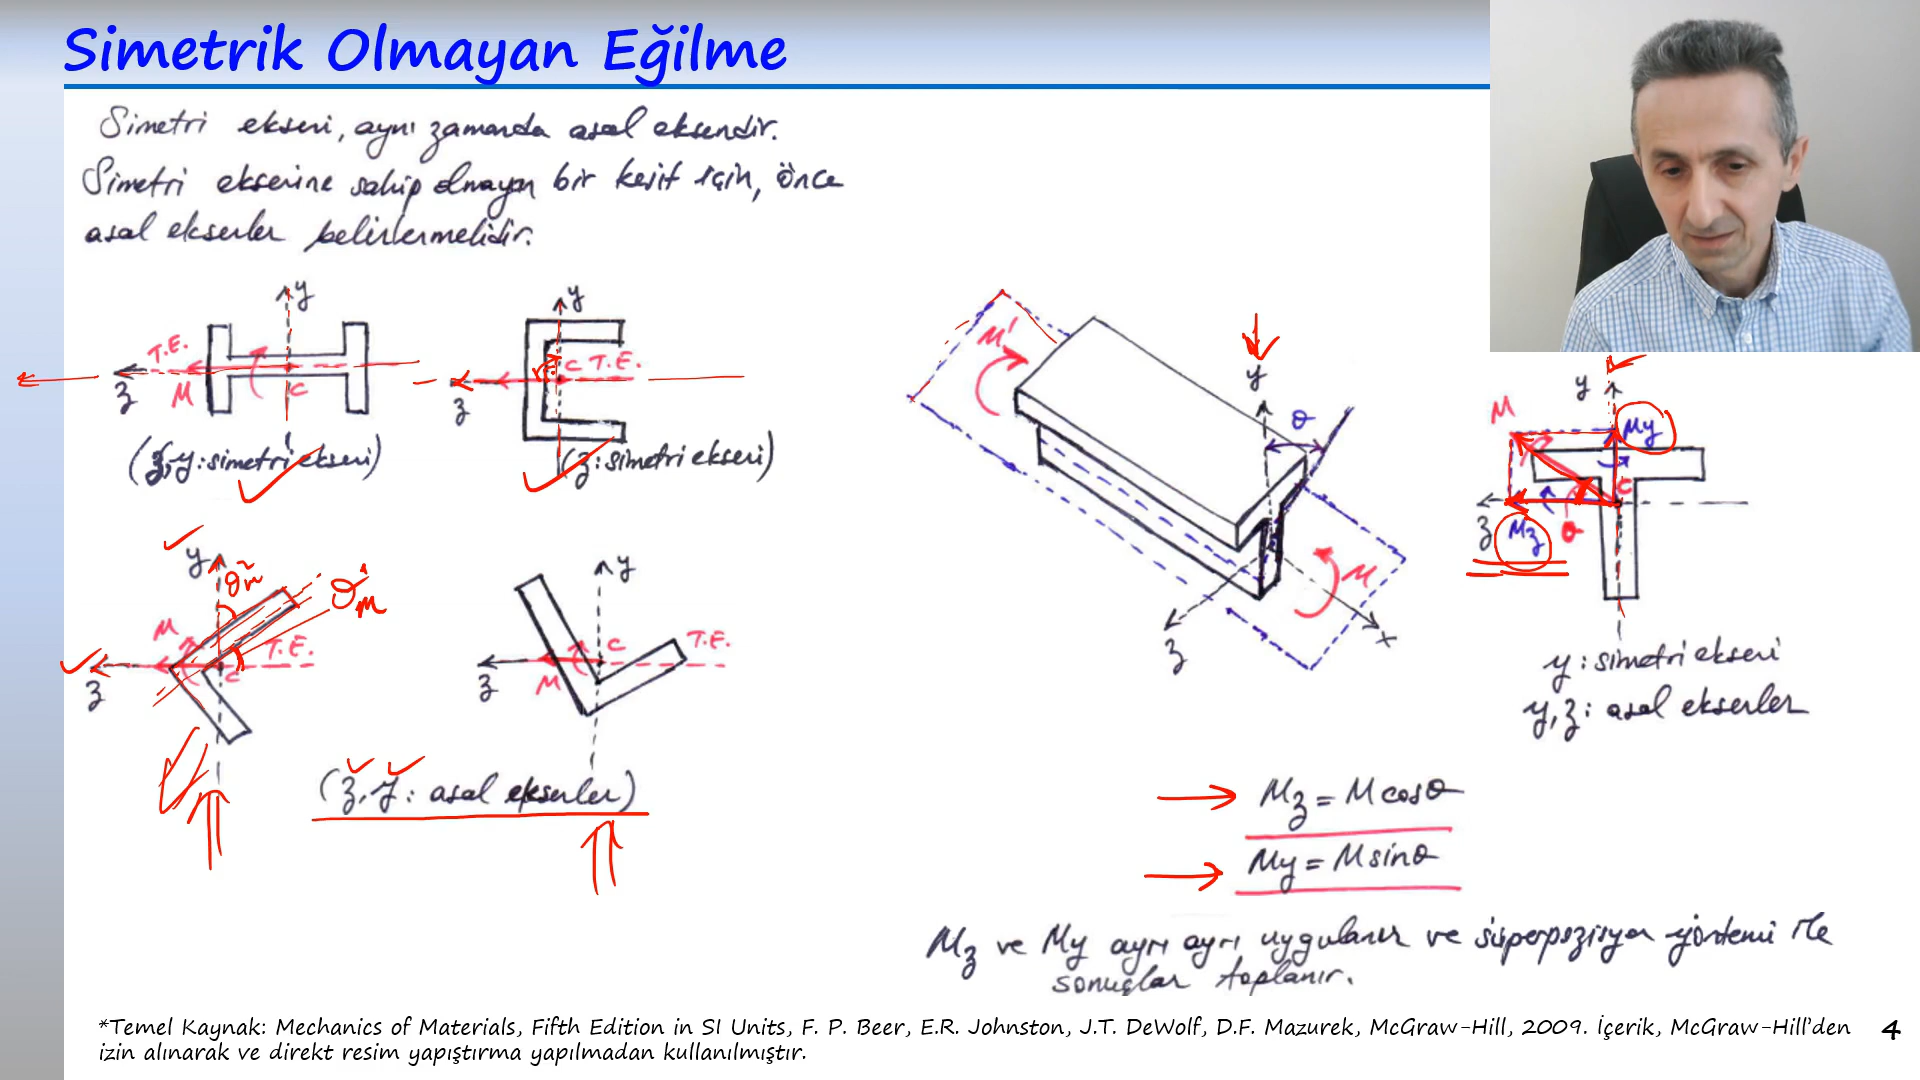 Simetrik Olmayan Eğilme
Simetri ekseni, aynı zamanda asal eksendir.
Simetri eksenine sahip olmayan bir kesit için, önce
asal eksenler belirlenmelidir.
y
T.E.
z
M
C
(z,y: simetri ekseni)
y
C T.E.
z
(z: simetri ekseni)
y
M
T.E.
z
C
y
C
T.E.
z
M
(z,y: asal eksenler)
M'
y
θ
M
x
z
y
M
My
C
z
Mz
θ
y: simetri ekseni
y,z: asal eksenler
Mz = M cosθ
My = M sinθ
Mz ve My ayrı ayrı uygulanır ve süperpozisyon yöntemi ile
sonuçlar toplanır.
*Temel Kaynak: Mechanics of Materials, Fifth Edition in SI Units, F. P. Beer, E.R. Johnston, J.T. DeWolf, D.F. Mazurek, McGraw-Hill, 2009. İçerik, McGraw-Hill'den
izin alınarak ve direkt resim yapıştırma yapılmadan kullanılmıştır.
4